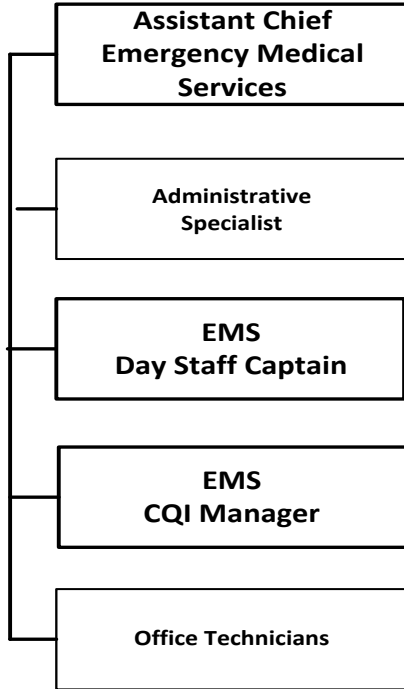 Assistant Chief
Emergency Medical
Services
Administrative
Specialist
EMS
Day Staff Captain
EMS
CQI Manager
Office Technicians